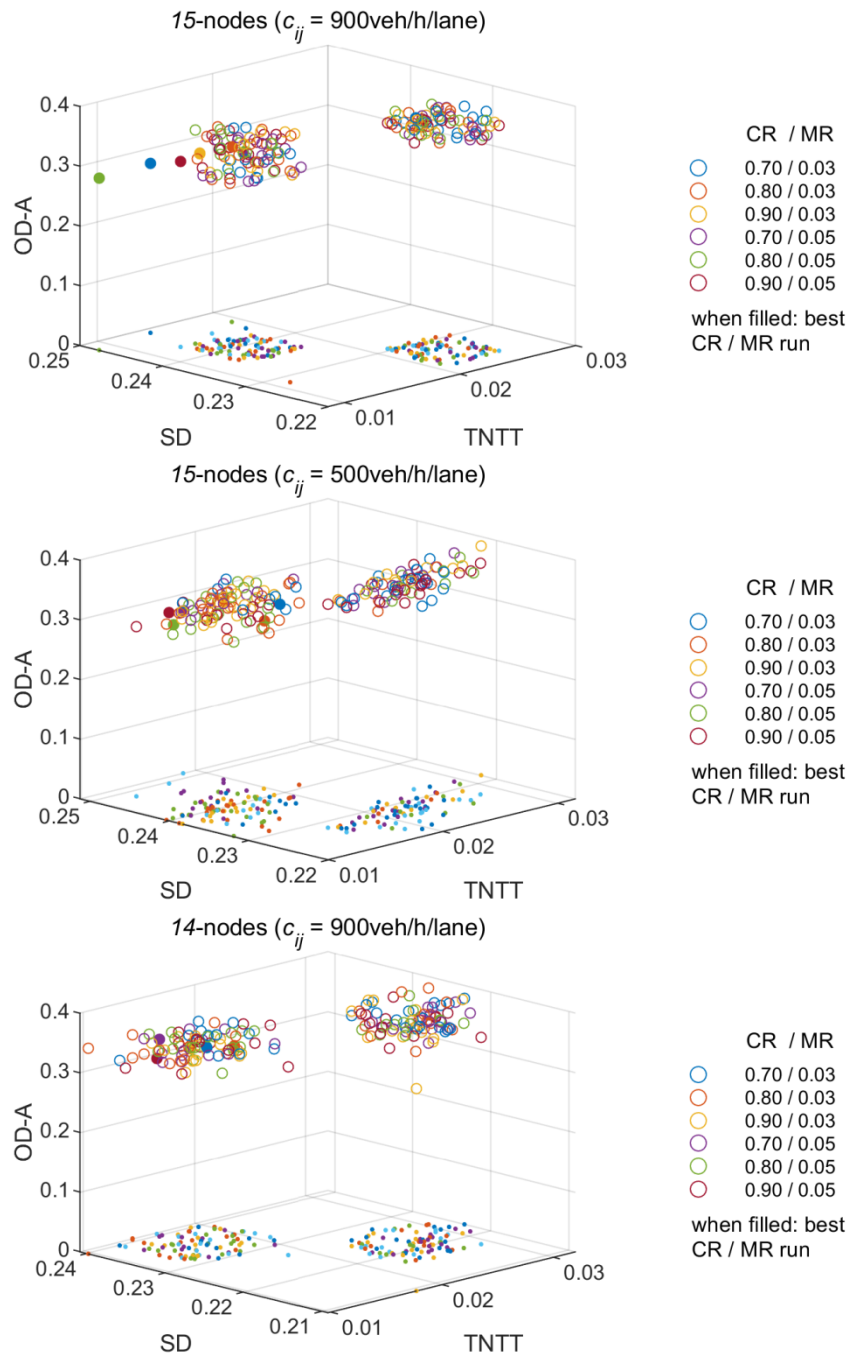 15-nodes (c_ij = 900veh/h/lane)
0.4
0.3
0.2
0.1
0
OD-A
0.25
0.24
0.23
0.22
SD
0.01
0.02
0.03
TNTT
CR / MR
0.70 / 0.03
0.80 / 0.03
0.90 / 0.03
0.70 / 0.05
0.80 / 0.05
0.90 / 0.05
when filled: best
CR / MR run
15-nodes (c_ij = 500veh/h/lane)
0.4
0.3
0.2
0.1
0
OD-A
0.25
0.24
0.23
0.22
SD
0.01
0.02
0.03
TNTT
CR / MR
0.70 / 0.03
0.80 / 0.03
0.90 / 0.03
0.70 / 0.05
0.80 / 0.05
0.90 / 0.05
when filled: best
CR / MR run
14-nodes (c_ij = 900veh/h/lane)
0.4
0.3
0.2
0.1
0
OD-A
0.24
0.23
0.22
0.21
SD
0.01
0.02
0.03
TNTT
CR / MR
0.70 / 0.03
0.80 / 0.03
0.90 / 0.03
0.70 / 0.05
0.80 / 0.05
0.90 / 0.05
when filled: best
CR / MR run